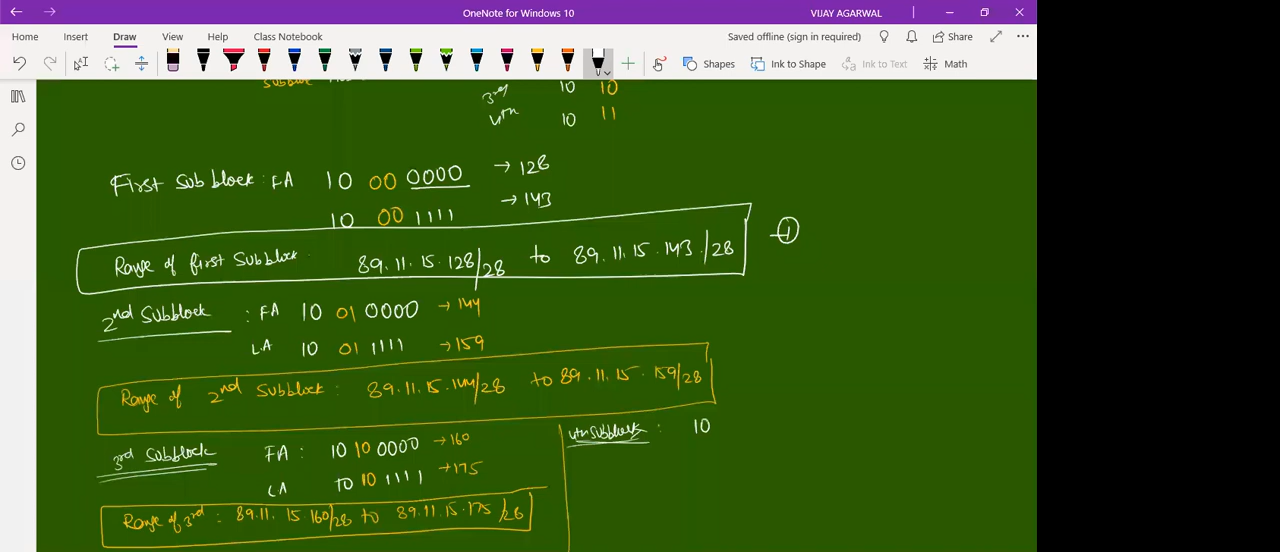 OneNote for Windows 10
VIJAY AGARWAL
Home Insert Draw View Help Class Notebook
Saved offline (sign in required) Share
Shapes Ink to Shape Ink to Text Math
3rd 10 10
4th 10 11
First Sub block : FA 10 00 0000 → 128
10 00 1111 → 143
Range of first Subblock. 89.11.15.128/28 to 89.11.15.143/28
2nd Subblock : FA 10 01 0000 → 144
LA 10 01 1111 → 159
Range of 2nd Subblock : 89.11.15.144/28 to 89.11.15.159/28
3rd Subblock FA : 10 10 0000 → 160
LA 10 10 1111 → 175
Range of 3rd : 89.11.15.160/28 to 89.11.15.175/28
4th Subblock : 10